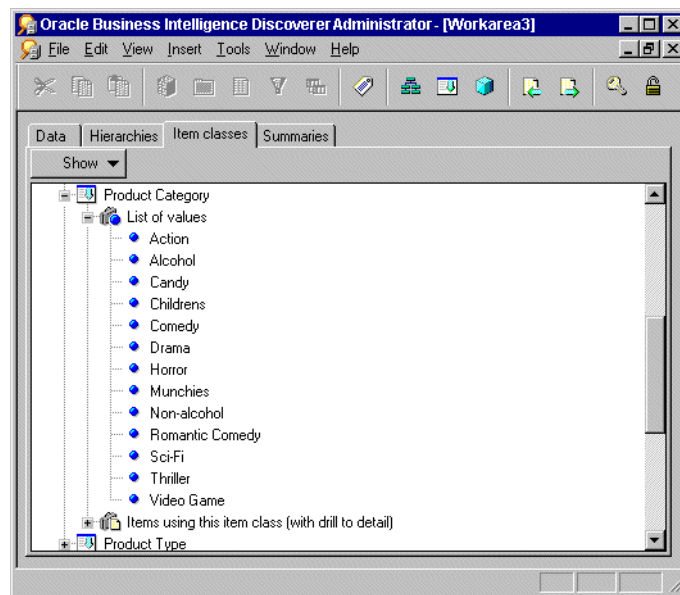 Oracle Business Intelligence Discoverer Administrator - [Workarea3]
File Edit View Insert Tools Window Help
Data Hierarchies Item classes Summaries
Show
Product Category
List of values
Action
Alcohol
Candy
Childrens
Comedy
Drama
Horror
Munchies
Non-alcohol
Romantic Comedy
Sci-Fi
Thriller
Video Game
Items using this item class (with drill to detail)
Product Type